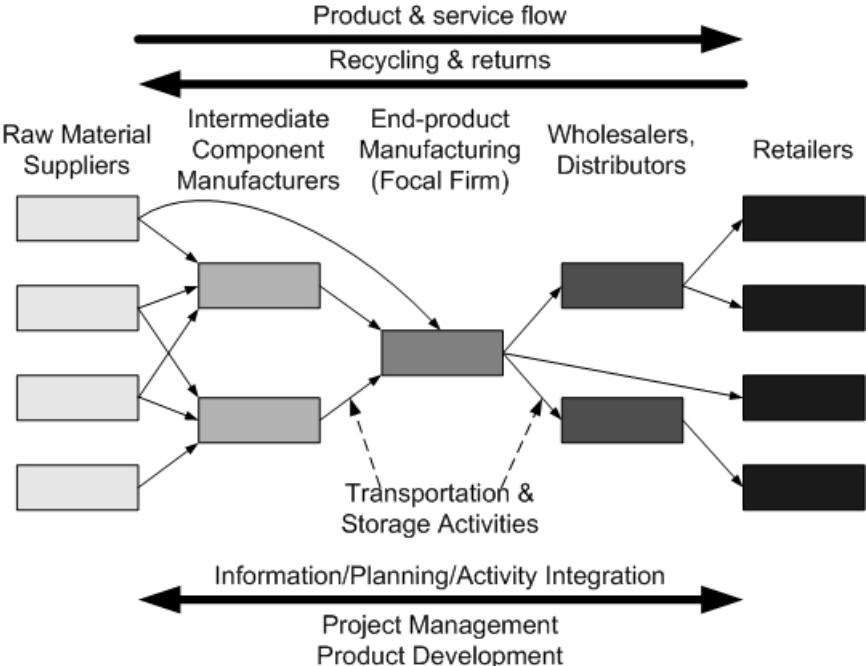 Product & service flow
Recycling & returns
Raw Material
Suppliers
Intermediate
Component
Manufacturers
End-product
Manufacturing
(Focal Firm)
Wholesalers,
Distributors
Retailers
Transportation &
Storage Activities
Information/Planning/Activity Integration
Project Management
Product Development